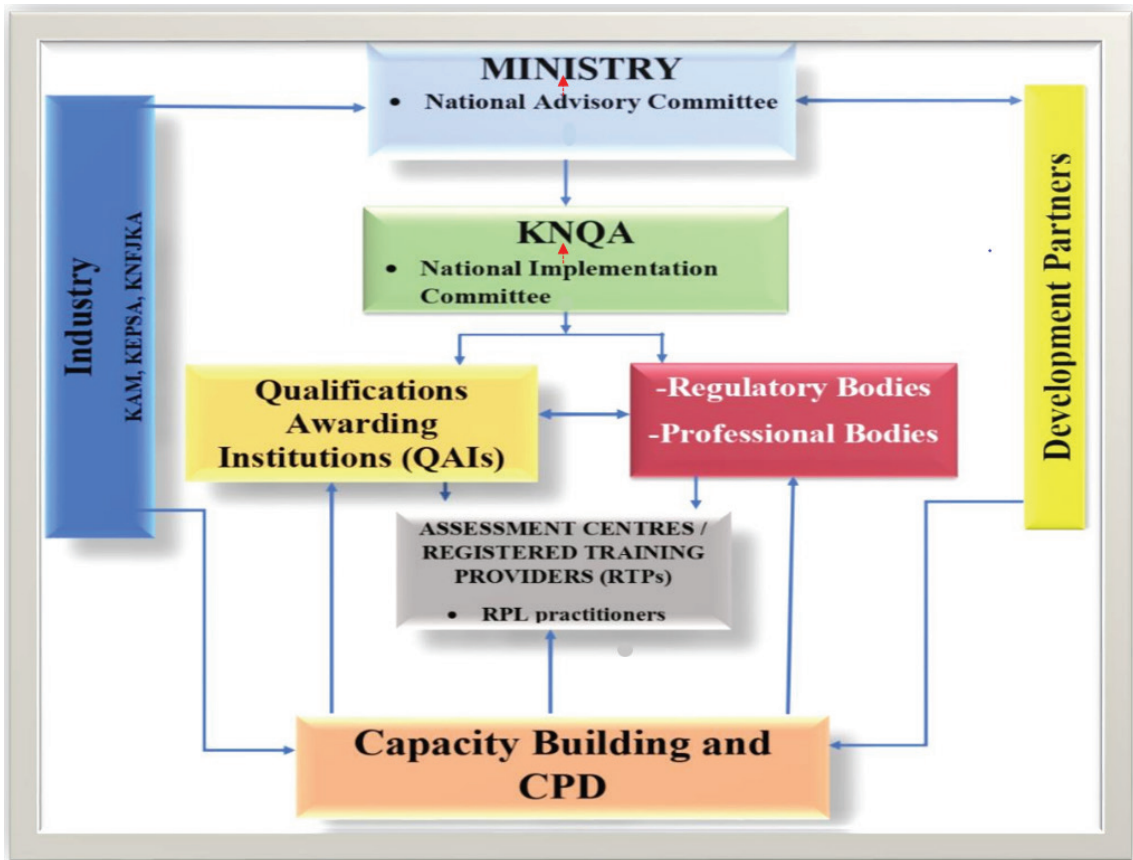 MINISTRY
• National Advisory Committee
Industry
KAM, KEPSA, KNFJKA
Development Partners
KNQA
• National Implementation
Committee
Qualifications
Awarding
Institutions (QAIs)
-Regulatory Bodies
-Professional Bodies
ASSESSMENT CENTRES /
REGISTERED TRAINING
PROVIDERS (RTPs)
• RPL practitioners
Capacity Building and
CPD